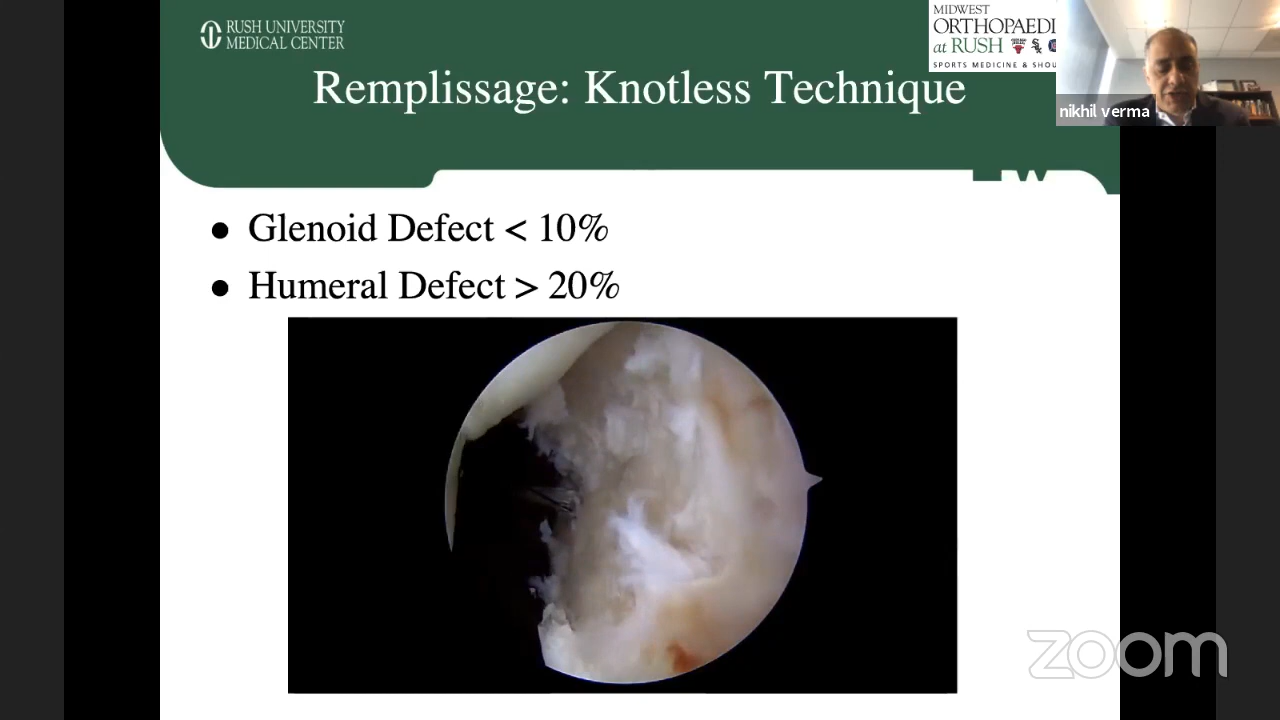 RUSH UNIVERSITY
MEDICAL CENTER
MIDWEST
ORTHOPAEDI
at RUSH
SPORTS MEDICINE & SHOU
Remplissage: Knotless Technique
nikhil verma
• Glenoid Defect < 10%
• Humeral Defect > 20%
zoom